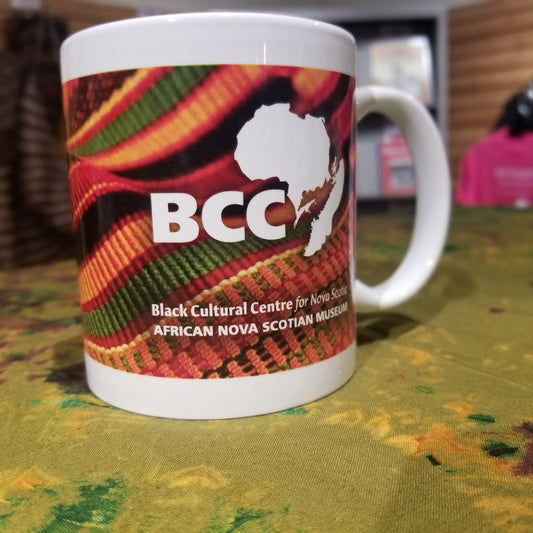 BCC
Black Cultural Centre for Nova Scotia
AFRICAN NOVA SCOTIAN MUSEUM